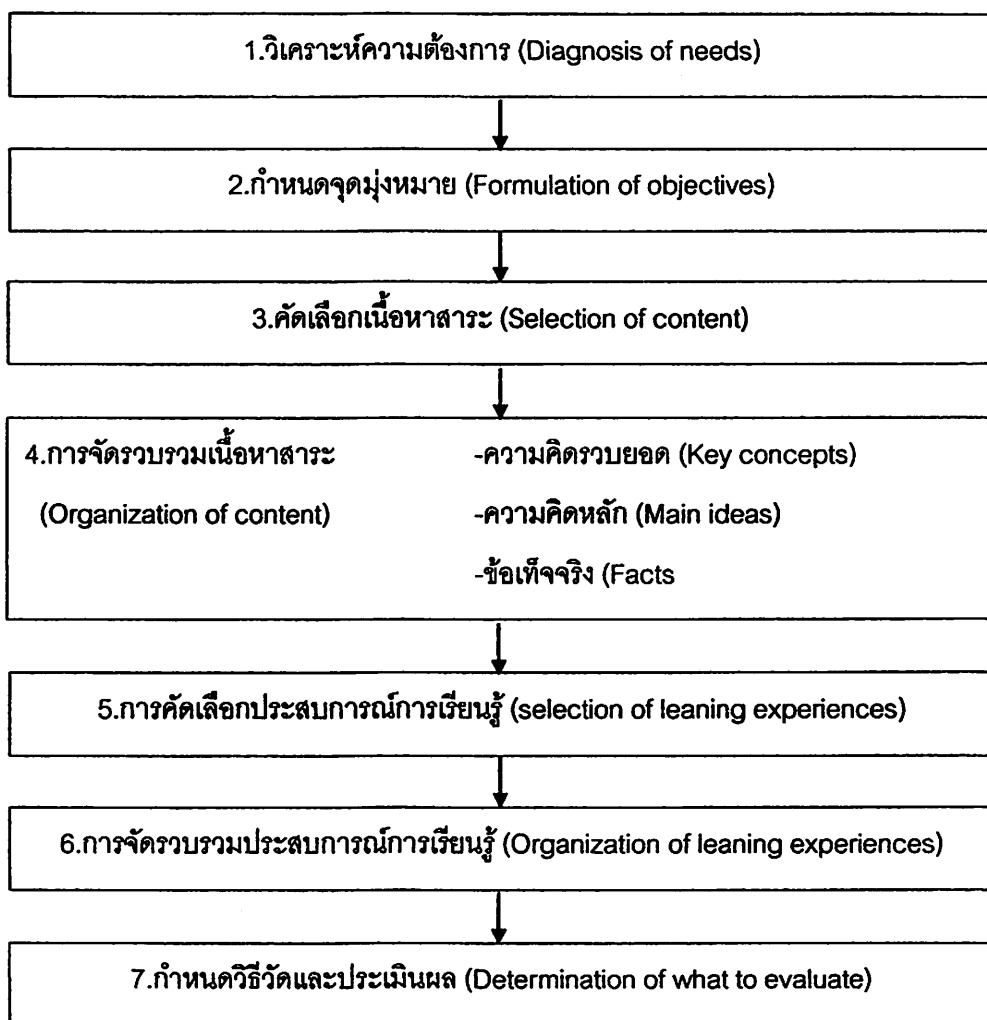 1.วิเคราะห์ความต้องการ (Diagnosis of needs)
2.กำหนดจุดมุ่งหมาย (Formulation of objectives)
3.คัดเลือกเนื้อหาสาระ (Selection of content)
4.การจัดรวบรวมเนื้อหาสาระ -ความคิดรวบยอด (Key concepts)
(Organization of content) -ความคิดหลัก (Main ideas)
-ข้อเท็จจริง (Facts
5.การคัดเลือกประสบการณ์การเรียนรู้ (selection of leaning experiences)
6.การจัดรวบรวมประสบการณ์การเรียนรู้ (Organization of leaning experiences)
7.กำหนดวิธีวัดและประเมินผล (Determination of what to evaluate)